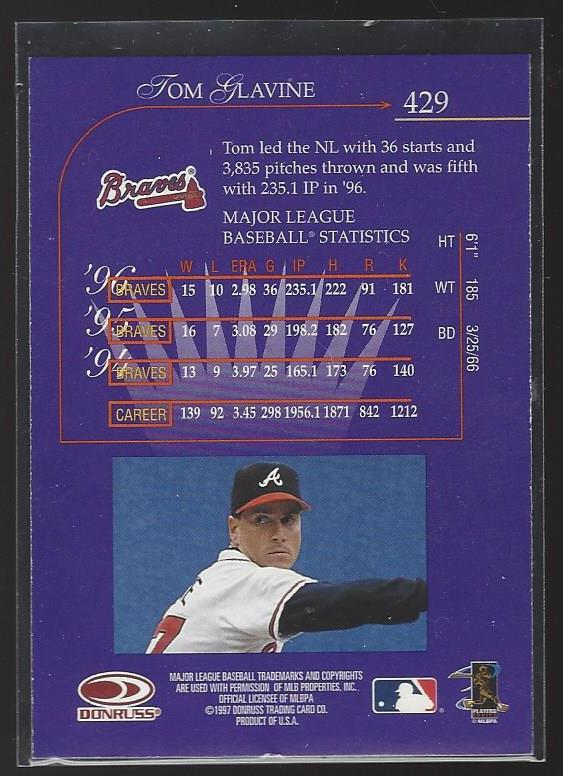 TOM GLAVINE
429
Tom led the NL with 36 starts and
3,835 pitches thrown and was fifth
with 235.1 IP in '96.
Braves®
MAJOR LEAGUE
BASEBALL® STATISTICS
HT 6'1"
WT 185
BD 3/25/66
W L ERA G IP H R K
'96 BRAVES 15 10 2.98 36 235.1 222 91 181
'95 BRAVES 16 7 3.08 29 198.2 182 76 127
'94 BRAVES 13 9 3.97 25 165.1 173 76 140
CAREER 139 92 3.45 298 1956.1 1871 842 1212
A
E
7
DONRUSS®
MAJOR LEAGUE BASEBALL TRADEMARKS AND COPYRIGHTS
ARE USED WITH PERMISSION OF MLB PROPERTIES, INC.
OFFICIAL LICENSEE OF MLBPA
©1997 DONRUSS TRADING CARD CO.
PRODUCT OF U.S.A.
PLAYERS
© MLBPA